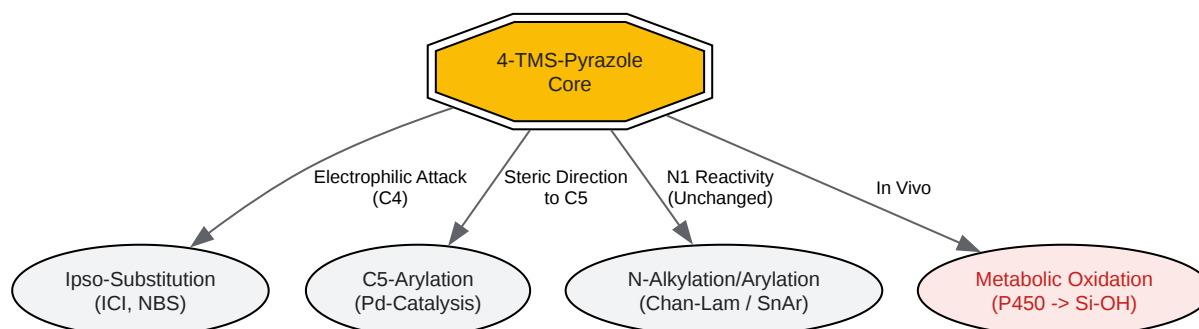 4-TMS-Pyrazole
Core
Electrophilic Attack
(C4)
Steric Direction
to C5
N1 Reactivity
(Unchanged)
In Vivo
Ipso-Substitution
(ICl, NBS)
C5-Arylation
(Pd-Catalysis)
N-Alkylation/Arylation
(Chan-Lam / SnAr)
Metabolic Oxidation
(P450 -> Si-OH)